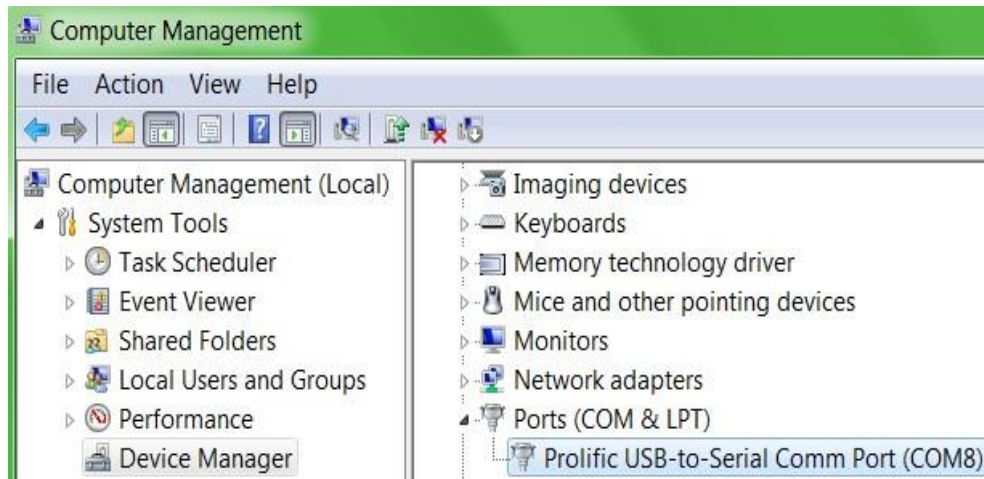 Computer Management
File Action View Help
Computer Management (Local)
System Tools
Task Scheduler
Event Viewer
Shared Folders
Local Users and Groups
Performance
Device Manager
Imaging devices
Keyboards
Memory technology driver
Mice and other pointing devices
Monitors
Network adapters
Ports (COM & LPT)
Prolific USB-to-Serial Comm Port (COM8)